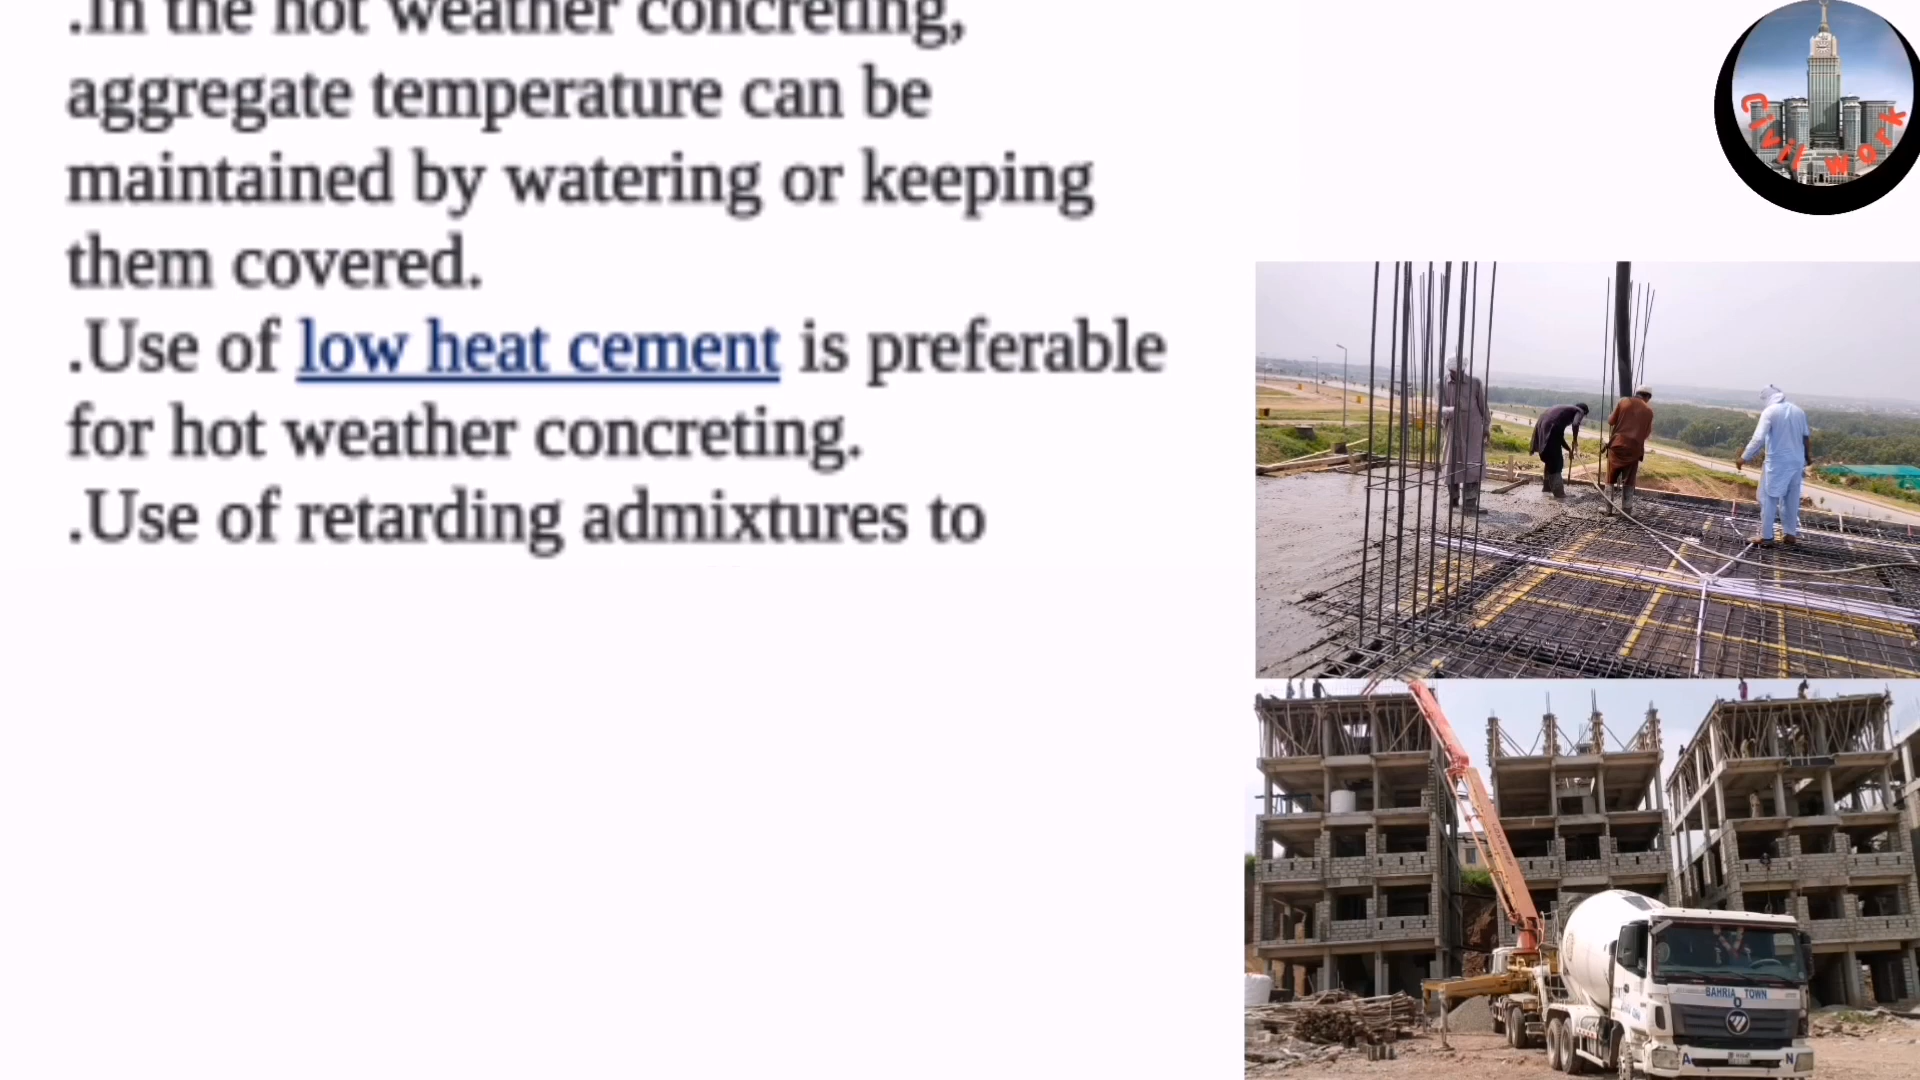 .In the hot weather concreting,
aggregate temperature can be
maintained by watering or keeping
them covered.
.Use of low heat cement is preferable
for hot weather concreting.
.Use of retarding admixtures to
Civil work
BAHRIA TOWN
A N